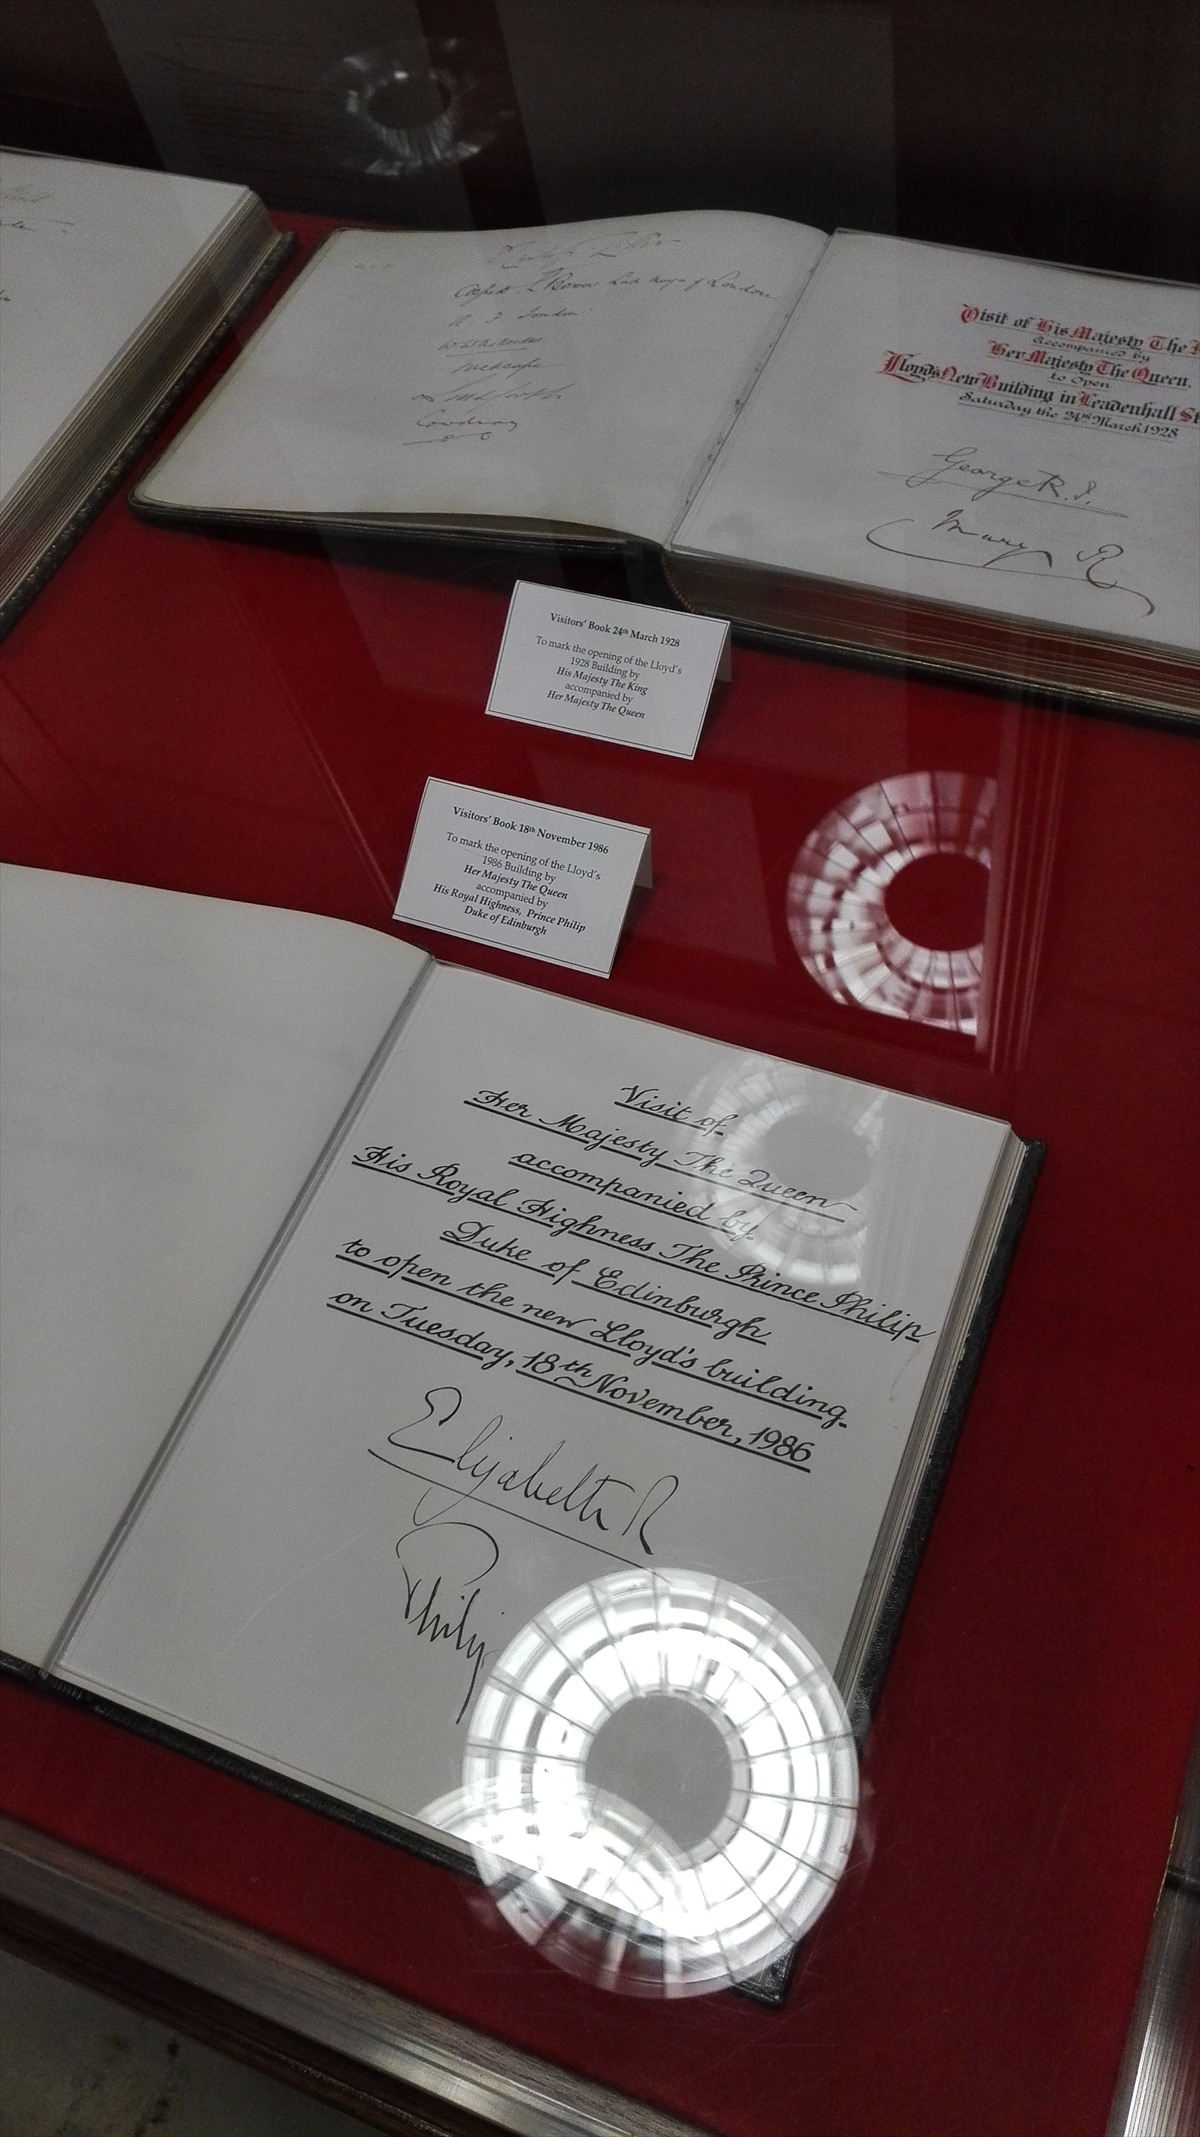 of London
Goodenough
Visit of His Majesty The
Accompanied by
Her Majesty The Queen,
to open
Lloyd's New Building in Leadenhall St
Saturday the 24th March 1928
George R.I.
Mary R
Visitors' Book 24th March 1928
To mark the opening of the Lloyd's
1928 Building by
His Majesty The King
accompanied by
Her Majesty The Queen
Visitors' Book 18th November 1986
To mark the opening of the Lloyd's
1986 Building by
Her Majesty The Queen
accompanied by
His Royal Highness, Prince Philip
Duke of Edinburgh
Visit of
Her Majesty The Queen
accompanied by
His Royal Highness The Prince Philip
Duke of Edinburgh
to open the new Lloyd's building
on Tuesday, 18th November, 1986
Elizabeth R
Philip